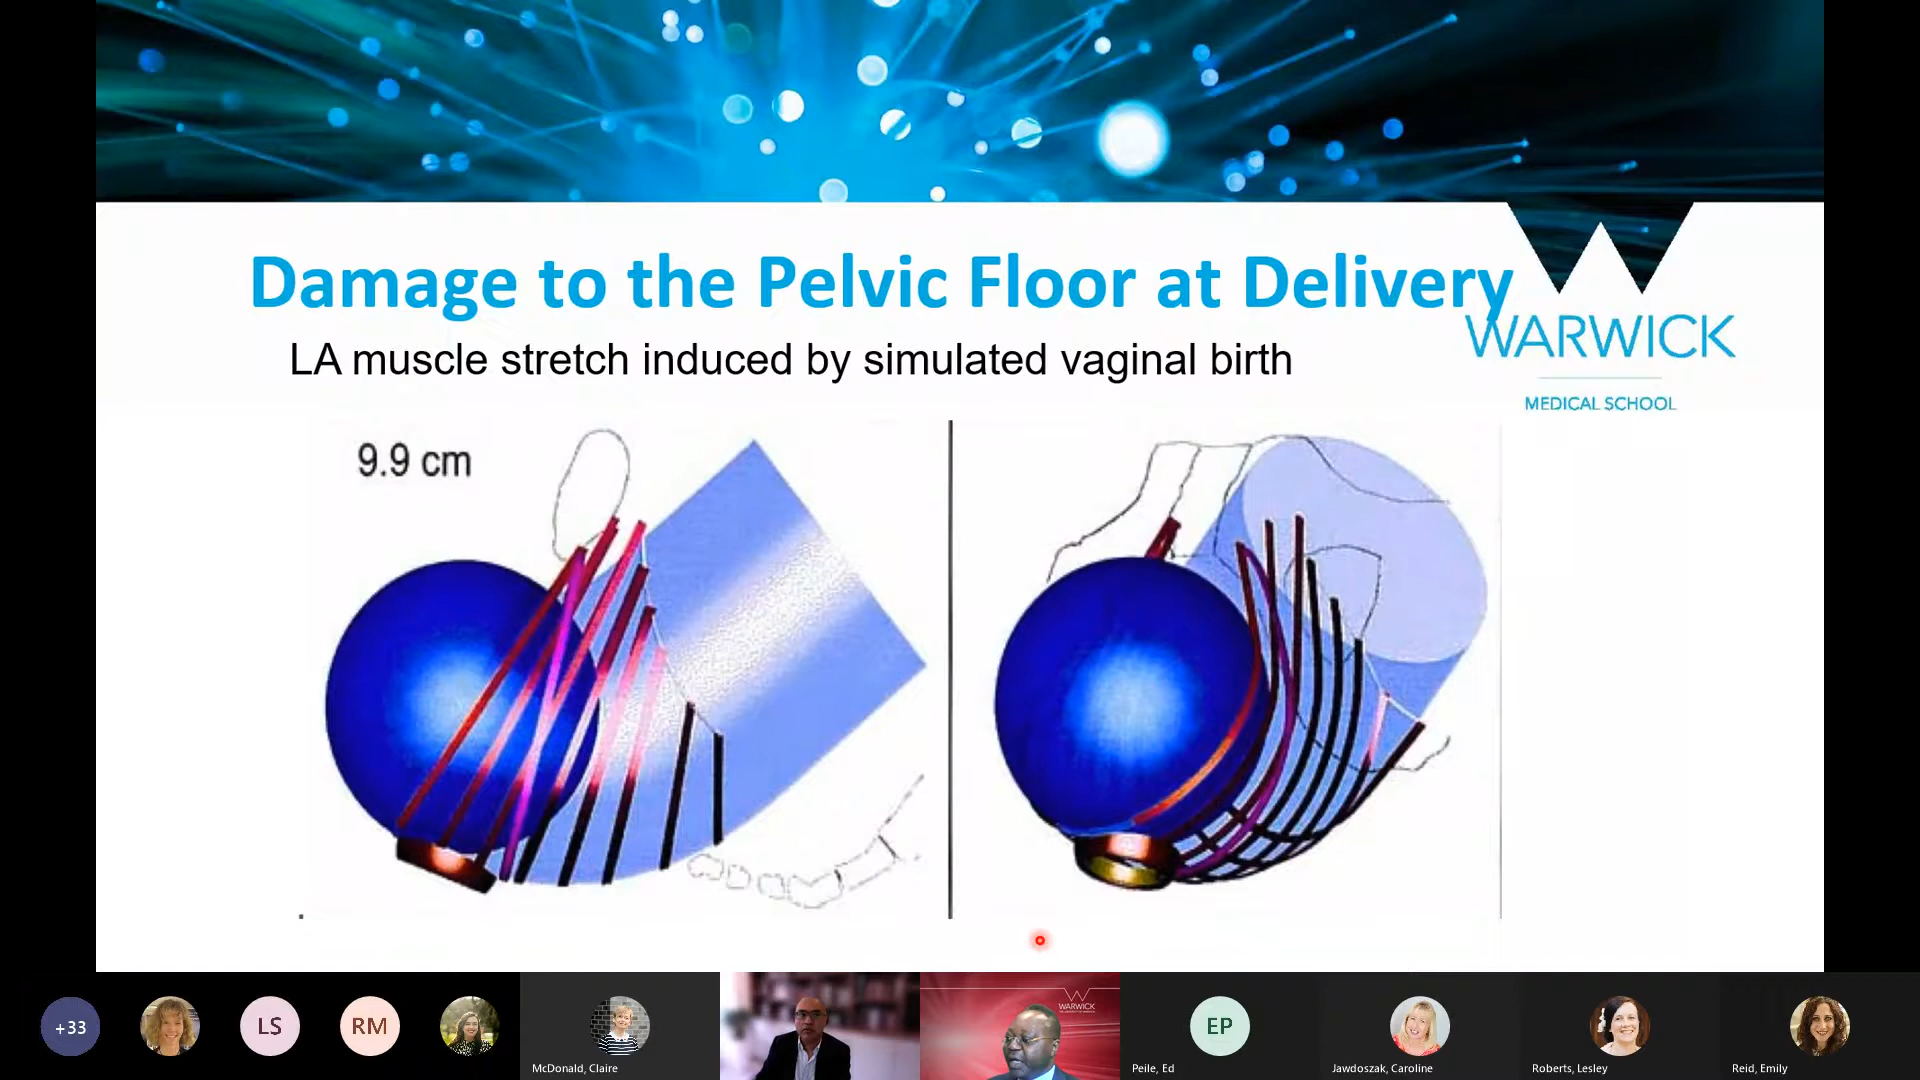 Damage to the Pelvic Floor at Delivery
LA muscle stretch induced by simulated vaginal birth
WARWICK
MEDICAL SCHOOL
9.9 cm
+33
LS
RM
McDonald, Claire
WARWICK
EP
Peile, Ed
Jawdoszak, Caroline
Roberts, Lesley
Reid, Emily